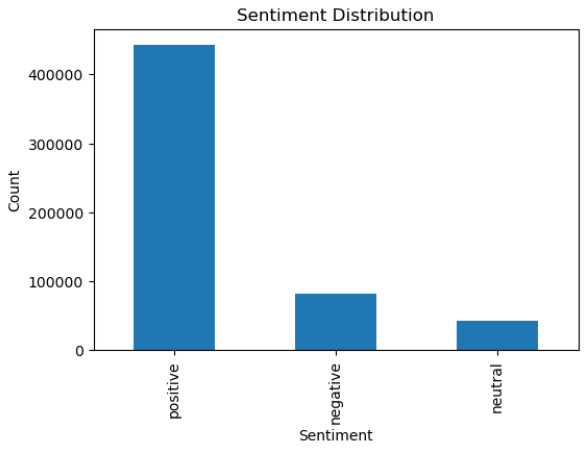 Sentiment Distribution
Count
400000
300000
200000
100000
0
positive
negative
neutral
Sentiment